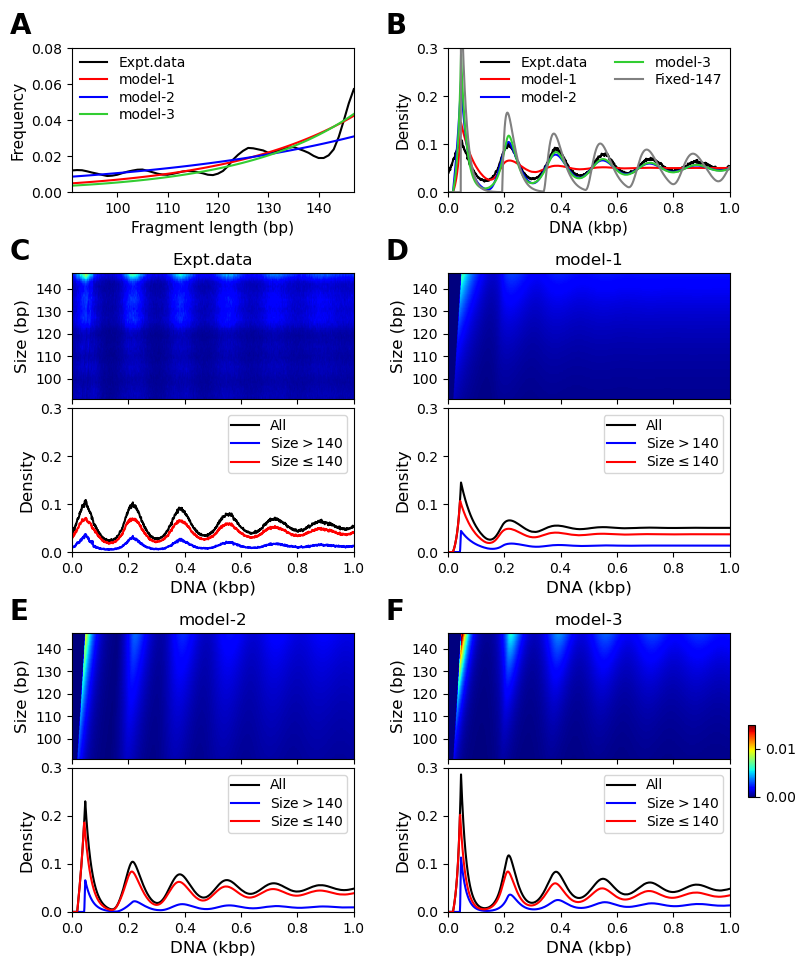 A
B
0.08
0.06
0.04
0.02
0.00
Frequency
Expt.data
model-1
model-2
model-3
100
120
140
Fragment length (bp)
0.3
0.2
0.1
0.0
Density
Expt.data
model-1
model-2
model-3
Fixed-147
0.0 0.2 0.4 0.6 0.8 1.0
DNA (kbp)
C
Expt.data
140
130
120
110
100
Size (bp)
0.3
0.2
0.1
0.0
Density
All
Size > 140
Size ≤ 140
0.0 0.2 0.4 0.6 0.8 1.0
DNA (kbp)
D
model-1
140
130
120
110
100
Size (bp)
0.3
0.2
0.1
0.0
Density
All
Size > 140
Size ≤ 140
0.0 0.2 0.4 0.6 0.8 1.0
DNA (kbp)
E
model-2
140
130
120
110
100
Size (bp)
0.3
0.2
0.1
0.0
Density
All
Size > 140
Size ≤ 140
0.0 0.2 0.4 0.6 0.8 1.0
DNA (kbp)
F
model-3
140
130
120
110
100
Size (bp)
0.3
0.2
0.1
0.0
Density
All
Size > 140
Size ≤ 140
0.0 0.2 0.4 0.6 0.8 1.0
DNA (kbp)
0.01
0.00